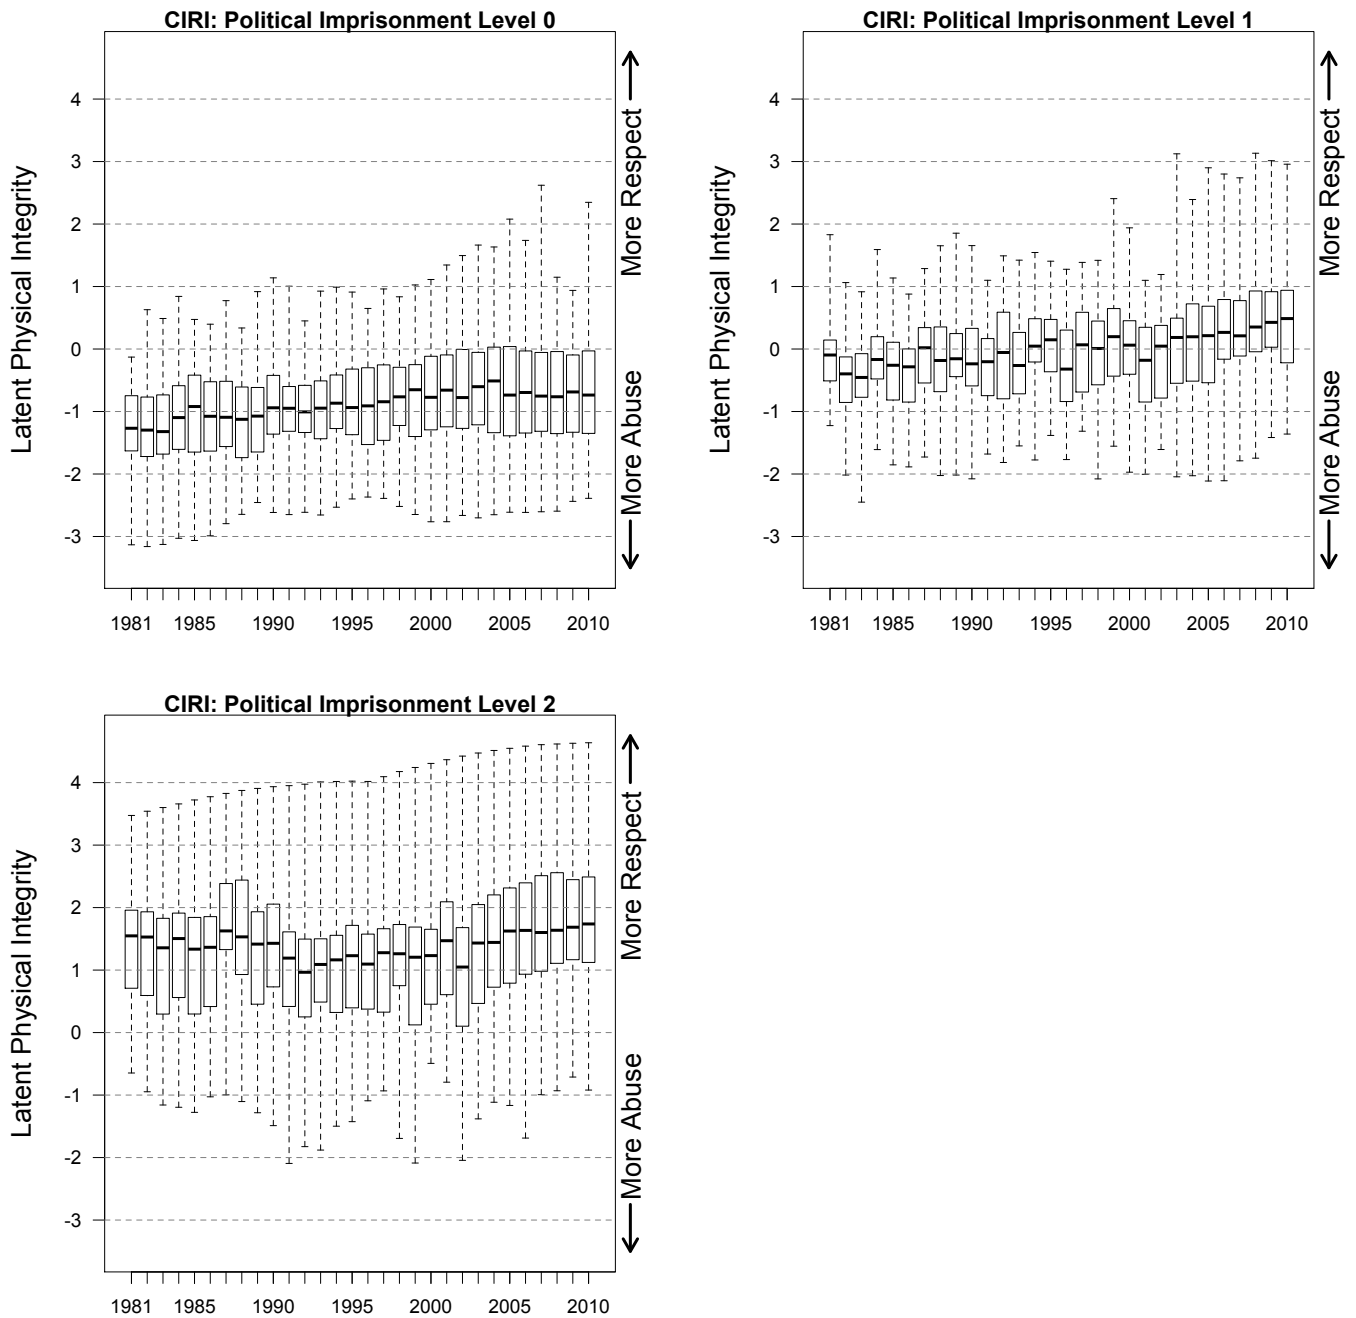 CIRI: Political Imprisonment Level 0
Latent Physical Integrity
4
3
2
1
0
-1
-2
-3
1981 1985 1990 1995 2000 2005 2010
More Abuse
More Respect
CIRI: Political Imprisonment Level 1
Latent Physical Integrity
4
3
2
1
0
-1
-2
-3
1981 1985 1990 1995 2000 2005 2010
More Abuse
More Respect
CIRI: Political Imprisonment Level 2
Latent Physical Integrity
4
3
2
1
0
-1
-2
-3
1981 1985 1990 1995 2000 2005 2010
More Abuse
More Respect